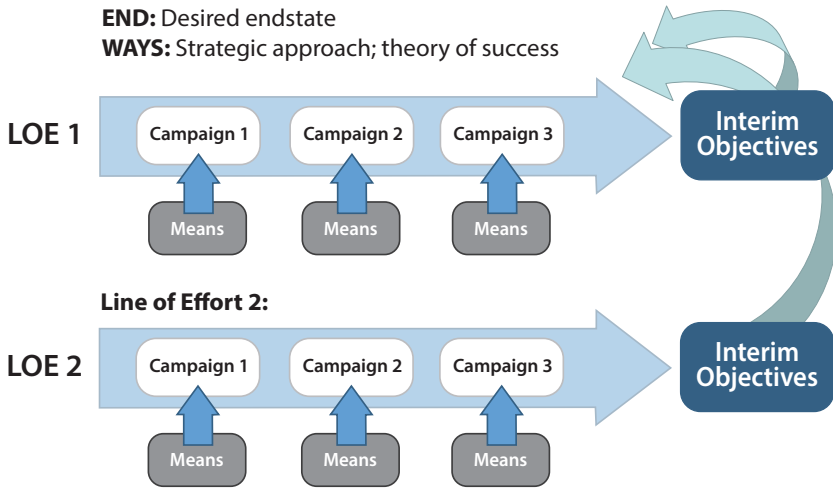 END: Desired endstate
WAYS: Strategic approach; theory of success
LOE 1
Campaign 1
Campaign 2
Campaign 3
Interim
Objectives
Means
Means
Means
Line of Effort 2:
LOE 2
Campaign 1
Campaign 2
Campaign 3
Interim
Objectives
Means
Means
Means